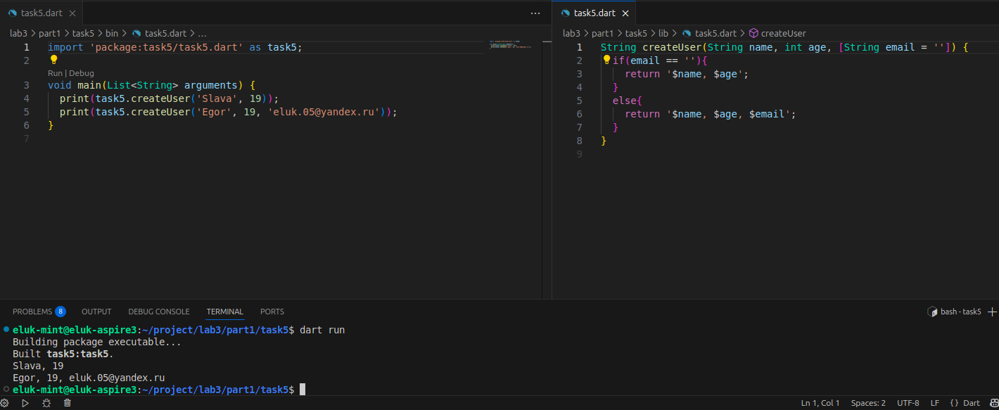 task5.dart
lab3 > part1 > task5 > bin > task5.dart > ...
1 import 'package:task5/task5.dart' as task5;
2
Run | Debug
3 void main(List<String> arguments) {
4   print(task5.createUser('Slava', 19));
5   print(task5.createUser('Egor', 19, 'eluk.05@yandex.ru'));
6 }
7
task5.dart
lab3 > part1 > task5 > lib > task5.dart > createUser
1 String createUser(String name, int age, [String email = '']) {
2   if(email == ''){
3     return '$name, $age';
4   }
5   else{
6     return '$name, $age, $email';
7   }
8 }
9
PROBLEMS 8 OUTPUT DEBUG CONSOLE TERMINAL PORTS
bash - task5
eluk-mint@eluk-aspire3:~/project/lab3/part1/task5$ dart run
Building package executable...
Built task5:task5.
Slava, 19
Egor, 19, eluk.05@yandex.ru
eluk-mint@eluk-aspire3:~/project/lab3/part1/task5$
Ln 1, Col 1 Spaces: 2 UTF-8 LF {} Dart